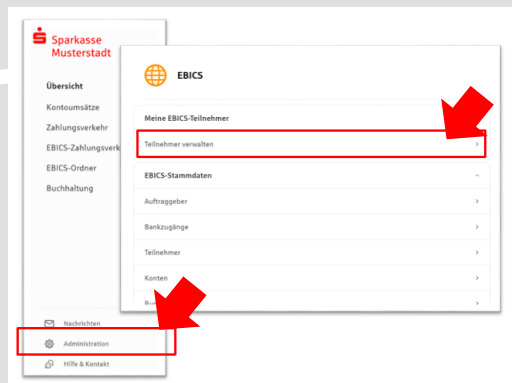 Sparkasse
Musterstadt
Übersicht
Kontoumsätze
Zahlungsverkehr
EBICS-Zahlungsverk
EBICS-Ordner
Buchhaltung
Nachrichten
Administration
Hilfe & Kontakt
EBICS
Meine EBICS-Teilnehmer
Teilnehmer verwalten
EBICS-Stammdaten
Auftraggeber
Bankzugänge
Teilnehmer
Konten